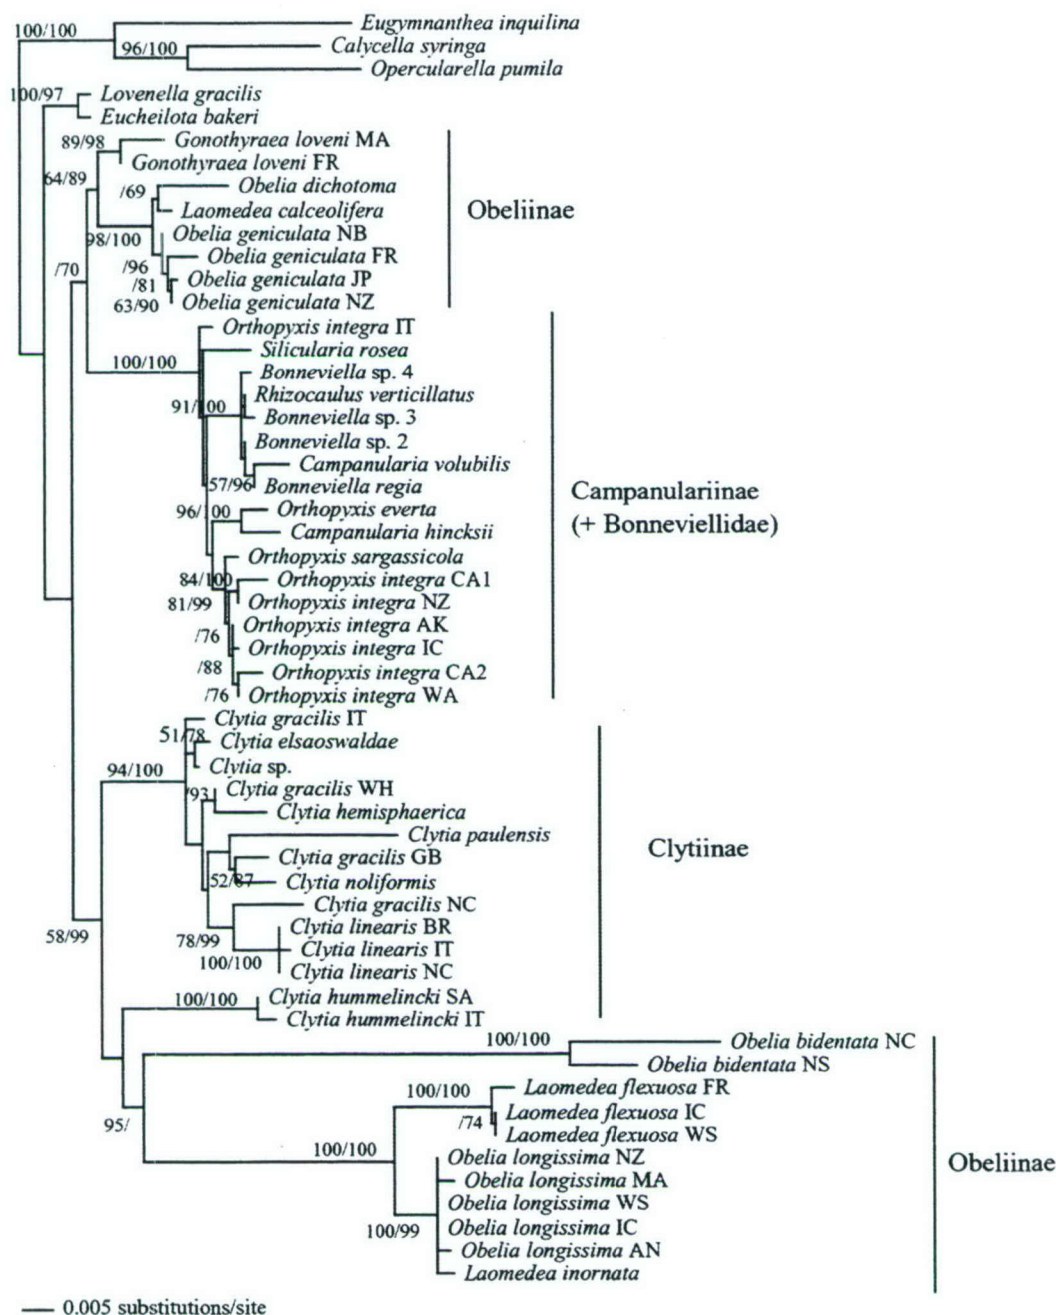 100/100
Eugymnanthea inquilina
96/100
Calycella syringa
Opercularella pumila
100/97
Lovenella gracilis
Eucheilota bakeri
89/98
Gonothyraea loveni MA
Gonothyraea loveni FR
64/89
/69
Obelia dichotoma
Laomedea calceolifera
Obeliinae
98/100
Obelia geniculata NB
Obelia geniculata FR
/70
/96
/81
Obelia geniculata JP
63/90
Obelia geniculata NZ
Orthopyxis integra IT
100/100
Silicularia rosea
Bonneviella sp. 4
Rhizocaulus verticillatus
91/100
Bonneviella sp. 3
Bonneviella sp. 2
Campanularia volubilis
57/96
Bonneviella regia
Campanulariinae
(+ Bonneviellidae)
96/100
Orthopyxis everta
Campanularia hincksii
Orthopyxis sargassicola
84/100
Orthopyxis integra CA1
81/99
Orthopyxis integra NZ
Orthopyxis integra AK
/76
Orthopyxis integra IC
/88
Orthopyxis integra CA2
/76
Orthopyxis integra WA
Clytia gracilis IT
51/78
Clytia elsaoswaldae
94/100
Clytia sp.
/93
Clytia gracilis WH
Clytia hemisphaerica
Clytia paulensis
Clytiinae
Clytia gracilis GB
52/87
Clytia noliformis
Clytia gracilis NC
58/99
78/99
Clytia linearis BR
Clytia linearis IT
100/100
Clytia linearis NC
100/100
Clytia hummelincki SA
Clytia hummelincki IT
100/100
Obelia bidentata NC
Obelia bidentata NS
100/100
Laomedea flexuosa FR
Laomedea flexuosa IC
/74
Laomedea flexuosa WS
95/
100/100
Obelia longissima NZ
Obeliinae
Obelia longissima MA
Obelia longissima WS
100/99
Obelia longissima IC
Obelia longissima AN
Laomedea inornata
0.005 substitutions/site